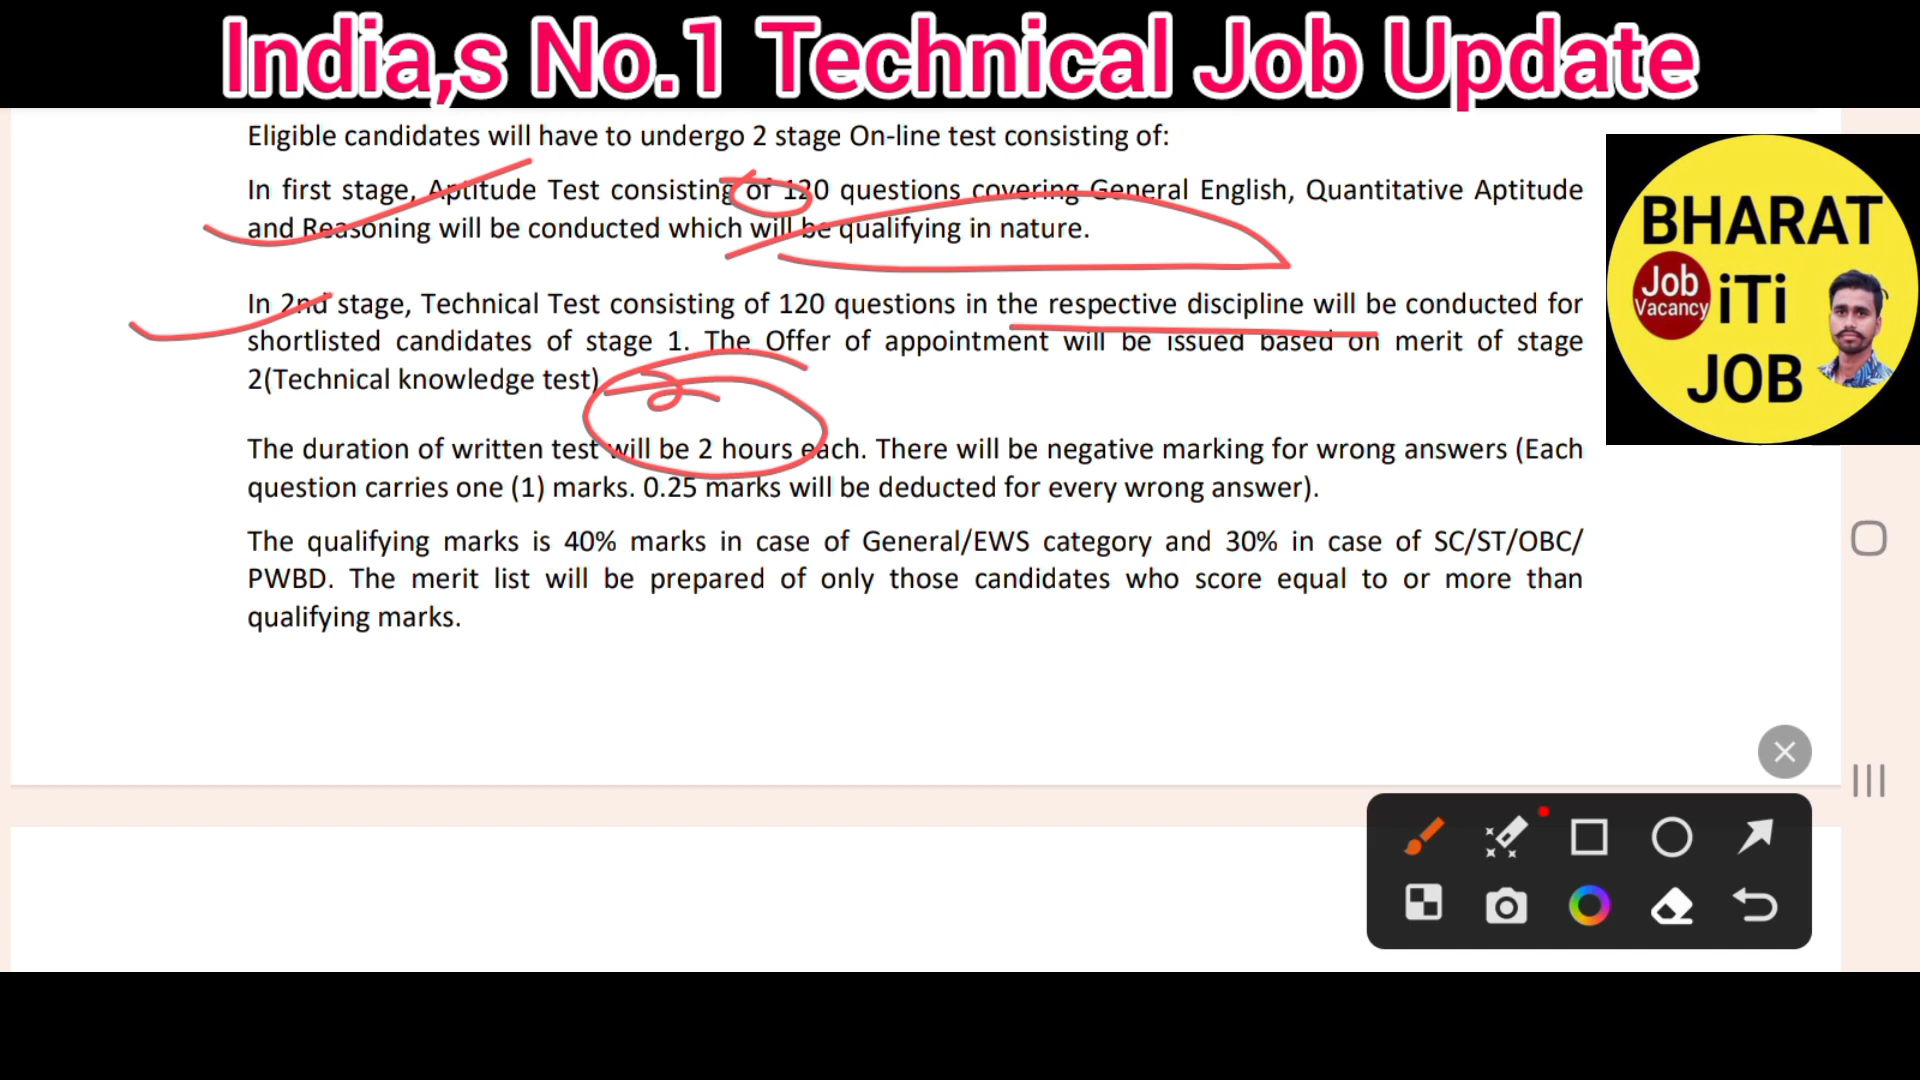 India,s No.1 Technical Job Update
Eligible candidates will have to undergo 2 stage On-line test consisting of:
In first stage, Aptitude Test consisting of 120 questions covering General English, Quantitative Aptitude
and Reasoning will be conducted which will be qualifying in nature.
In 2nd stage, Technical Test consisting of 120 questions in the respective discipline will be conducted for
shortlisted candidates of stage 1. The Offer of appointment will be issued based on merit of stage
2(Technical knowledge test)
The duration of written test will be 2 hours each. There will be negative marking for wrong answers (Each
question carries one (1) marks. 0.25 marks will be deducted for every wrong answer).
The qualifying marks is 40% marks in case of General/EWS category and 30% in case of SC/ST/OBC/
PWBD. The merit list will be prepared of only those candidates who score equal to or more than
qualifying marks.
BHARAT
Job
Vacancy
iTi
JOB